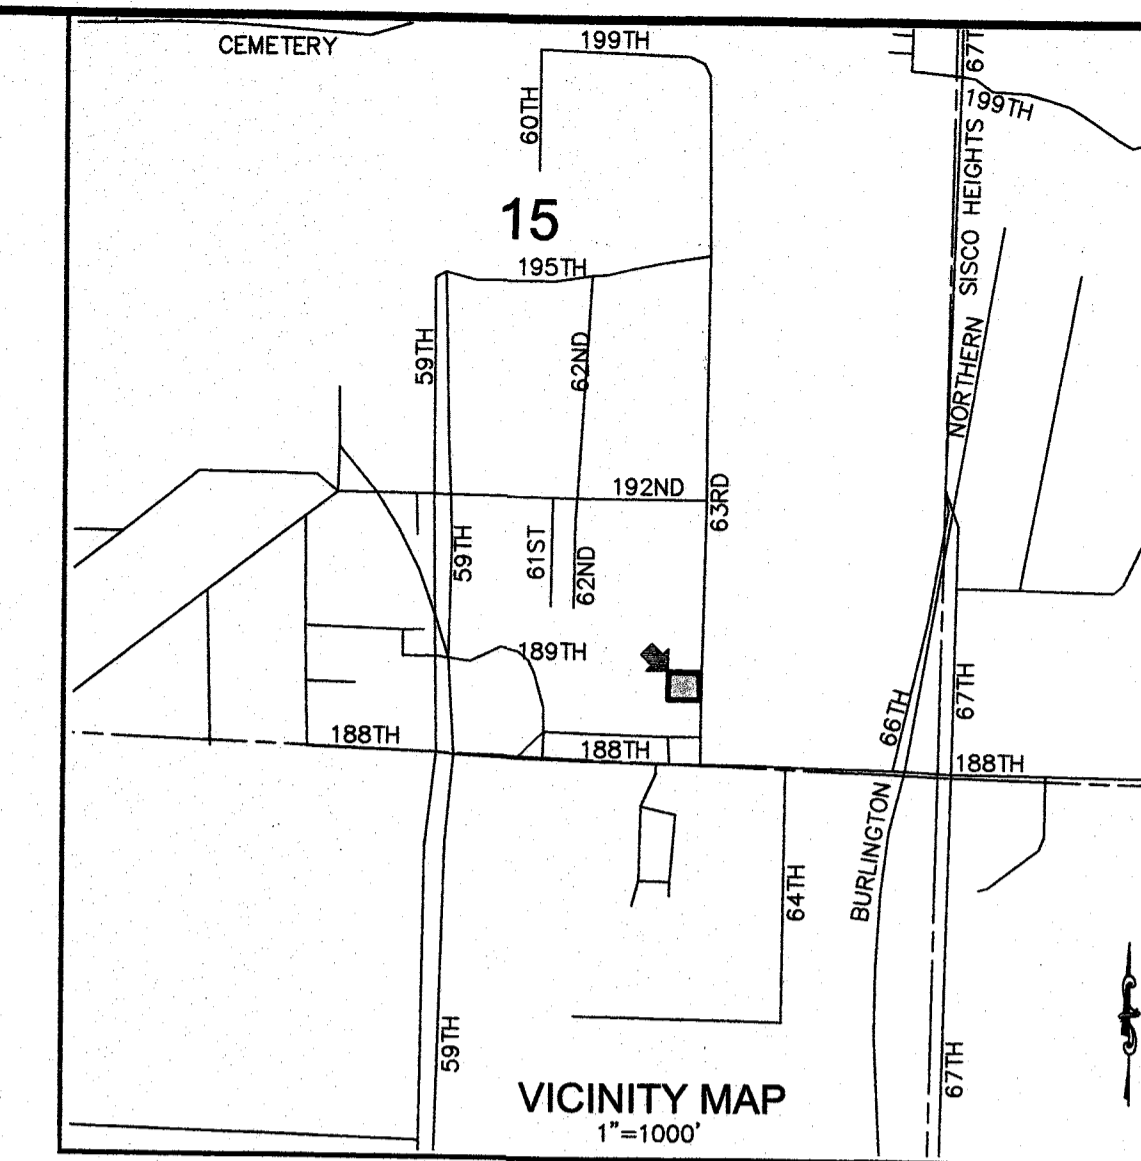 CEMETERY
199TH
67T
199TH
60TH
SISCO HEIGHTS
15
195TH
59TH
62ND
NORTHERN
192ND
63RD
59TH
61ST
62ND
189TH
66TH
67TH
188TH
188TH
188TH
BURLINGTON
64TH
59TH
67TH
VICINITY MAP
1"=1000'